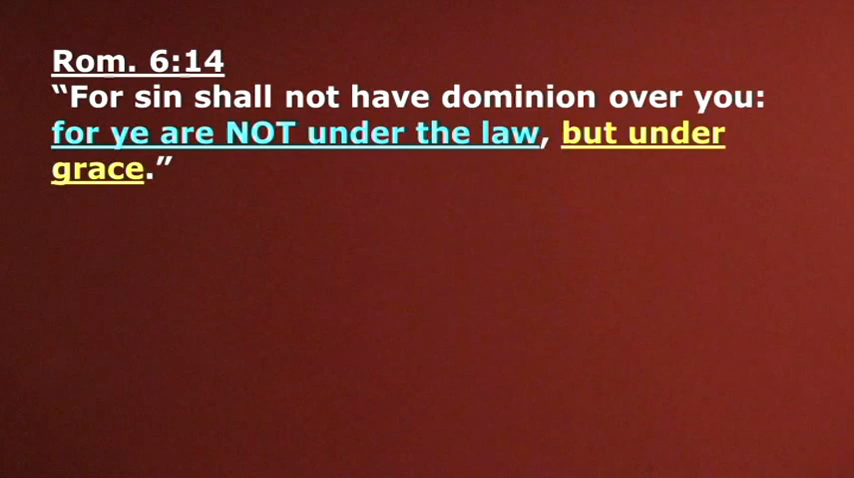 Rom. 6:14
“For sin shall not have dominion over you:
for ye are NOT under the law, but under
grace.”